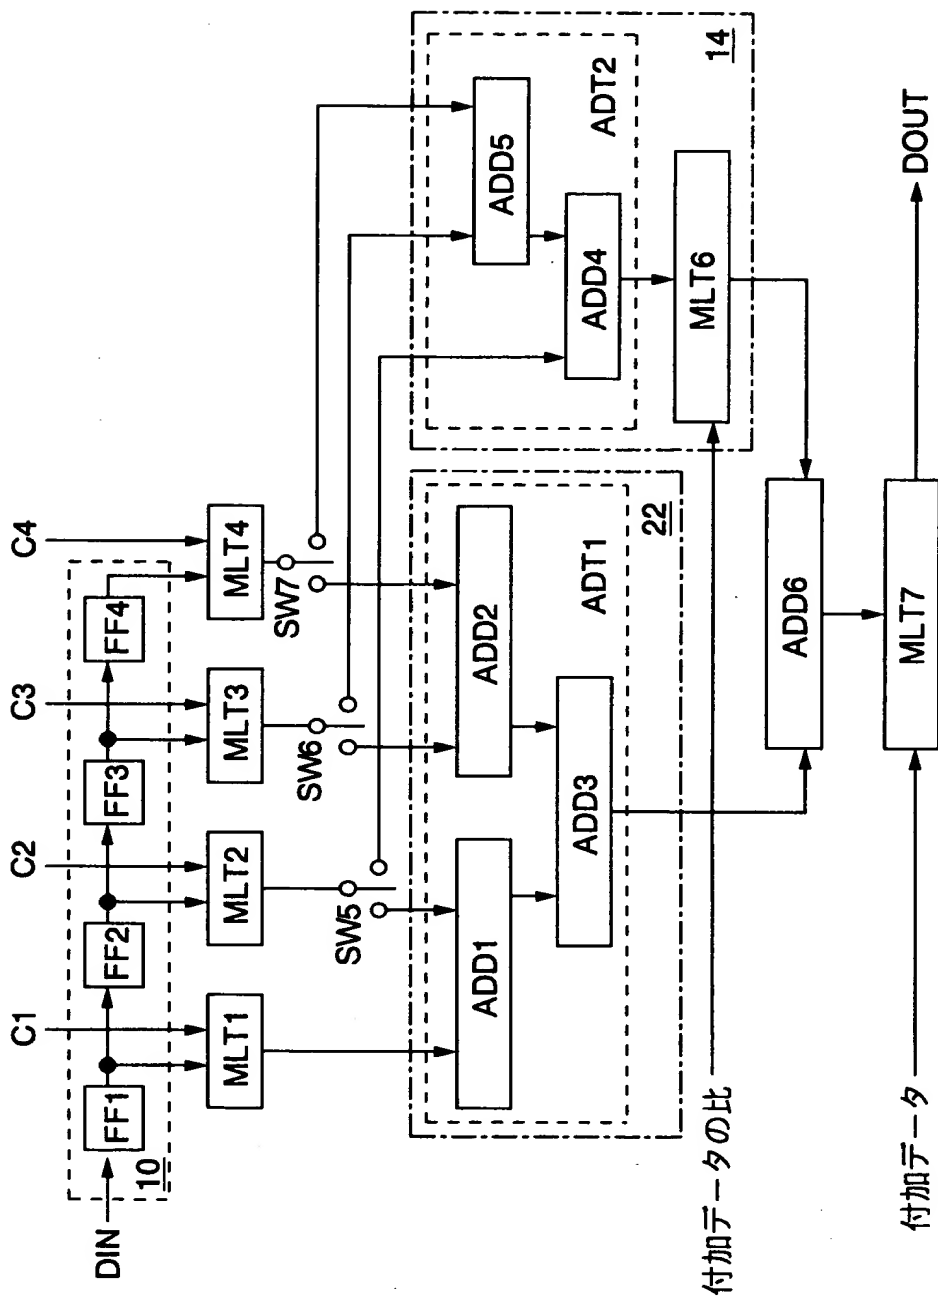 DIN
10
FF1
FF2
FF3
FF4
C1
C2
C3
C4
MLT1
MLT2
MLT3
MLT4
SW5
SW6
SW7
ADD1
ADD2
ADD3
ADT1
22
ADD5
ADD4
ADT2
14
MLT6
付加データの比
ADD6
付加データ
MLT7
DOUT